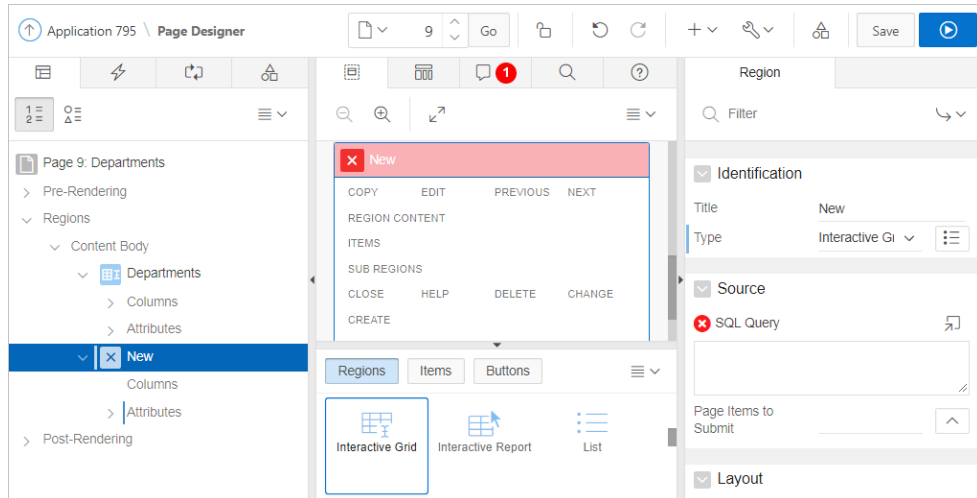 Application 795 \ Page Designer
9
Go
Save
1
Region
Filter
Page 9: Departments
Pre-Rendering
Regions
Content Body
Departments
Columns
Attributes
New
Columns
Attributes
Post-Rendering
New
COPY EDIT PREVIOUS NEXT
REGION CONTENT
ITEMS
SUB REGIONS
CLOSE HELP DELETE CHANGE
CREATE
Regions Items Buttons
Interactive Grid Interactive Report List
Identification
Title New
Type Interactive Gri
Source
SQL Query
Page Items to
Submit
Layout